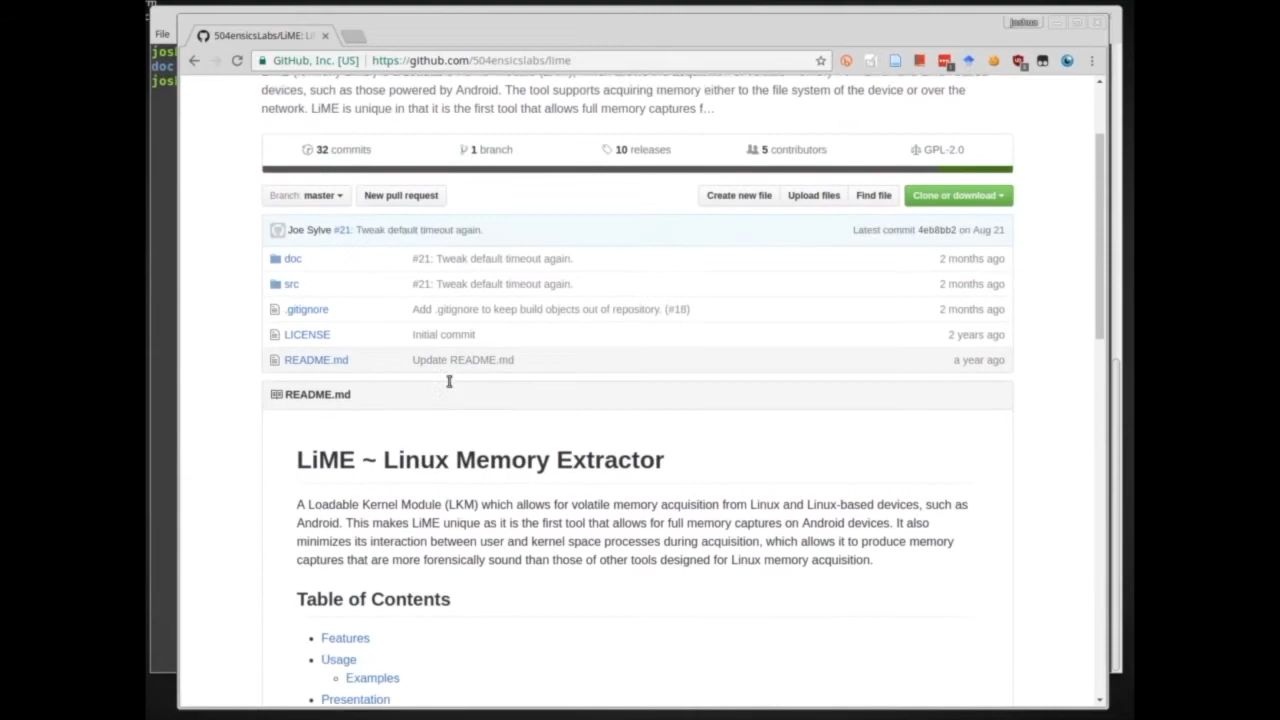 File
504ensicsLabs/LiME: Li
GitHub, Inc. [US]
https://github.com/504ensicslabs/lime
devices, such as those powered by Android. The tool supports acquiring memory either to the file system of the device or over the
network. LiME is unique in that it is the first tool that allows full memory captures f...
32 commits
1 branch
10 releases
5 contributors
GPL-2.0
Branch: master
New pull request
Create new file
Upload files
Find file
Clone or download
Joe Sylve #21: Tweak default timeout again.
Latest commit 4eb8bb2 on Aug 21
doc
#21: Tweak default timeout again.
2 months ago
src
#21: Tweak default timeout again.
2 months ago
.gitignore
Add .gitignore to keep build objects out of repository. (#18)
2 months ago
LICENSE
Initial commit
2 years ago
README.md
Update README.md
a year ago
README.md
LiME ~ Linux Memory Extractor
A Loadable Kernel Module (LKM) which allows for volatile memory acquisition from Linux and Linux-based devices, such as
Android. This makes LiME unique as it is the first tool that allows for full memory captures on Android devices. It also
minimizes its interaction between user and kernel space processes during acquisition, which allows it to produce memory
captures that are more forensically sound than those of other tools designed for Linux memory acquisition.
Table of Contents
Features
Usage
Examples
Presentation
josl
doc
josl